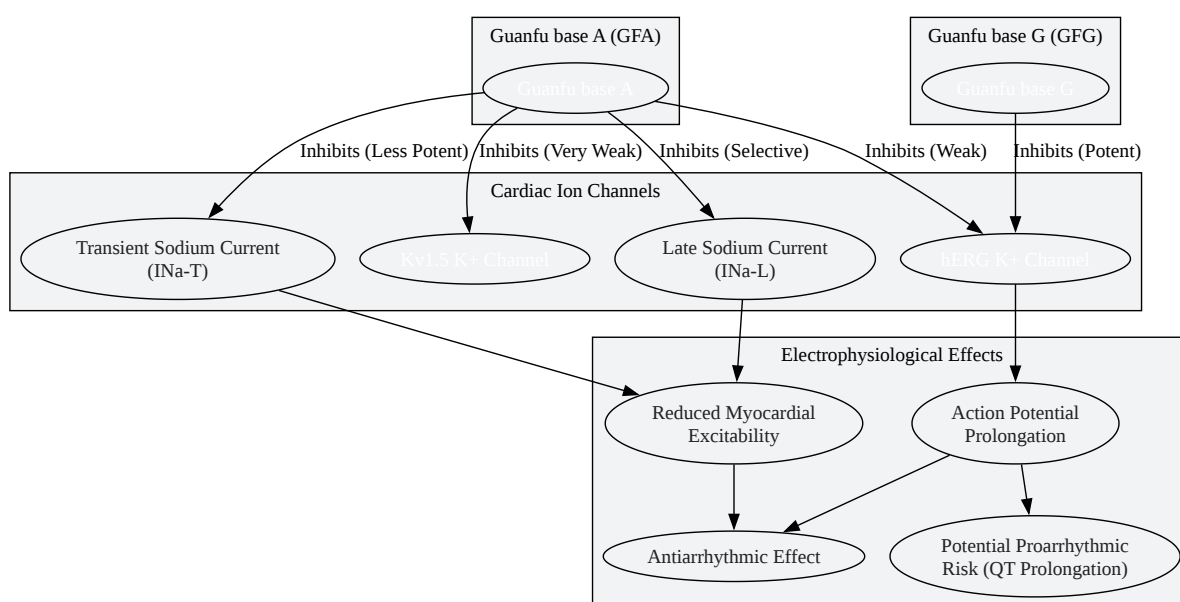 Guanfu base A (GFA)
Guanfu base G (GFG)
Guanfu base A
Guanfu base G
Inhibits (Less Potent)
Inhibits (Very Weak)
Inhibits (Selective)
Inhibits (Weak)
Inhibits (Potent)
Cardiac Ion Channels
Transient Sodium Current
(INa-T)
Kv1.5 K+ Channel
Late Sodium Current
(INa-L)
hERG K+ Channel
Electrophysiological Effects
Reduced Myocardial
Excitability
Action Potential
Prolongation
Antiarrhythmic Effect
Potential Proarrhythmic
Risk (QT Prolongation)